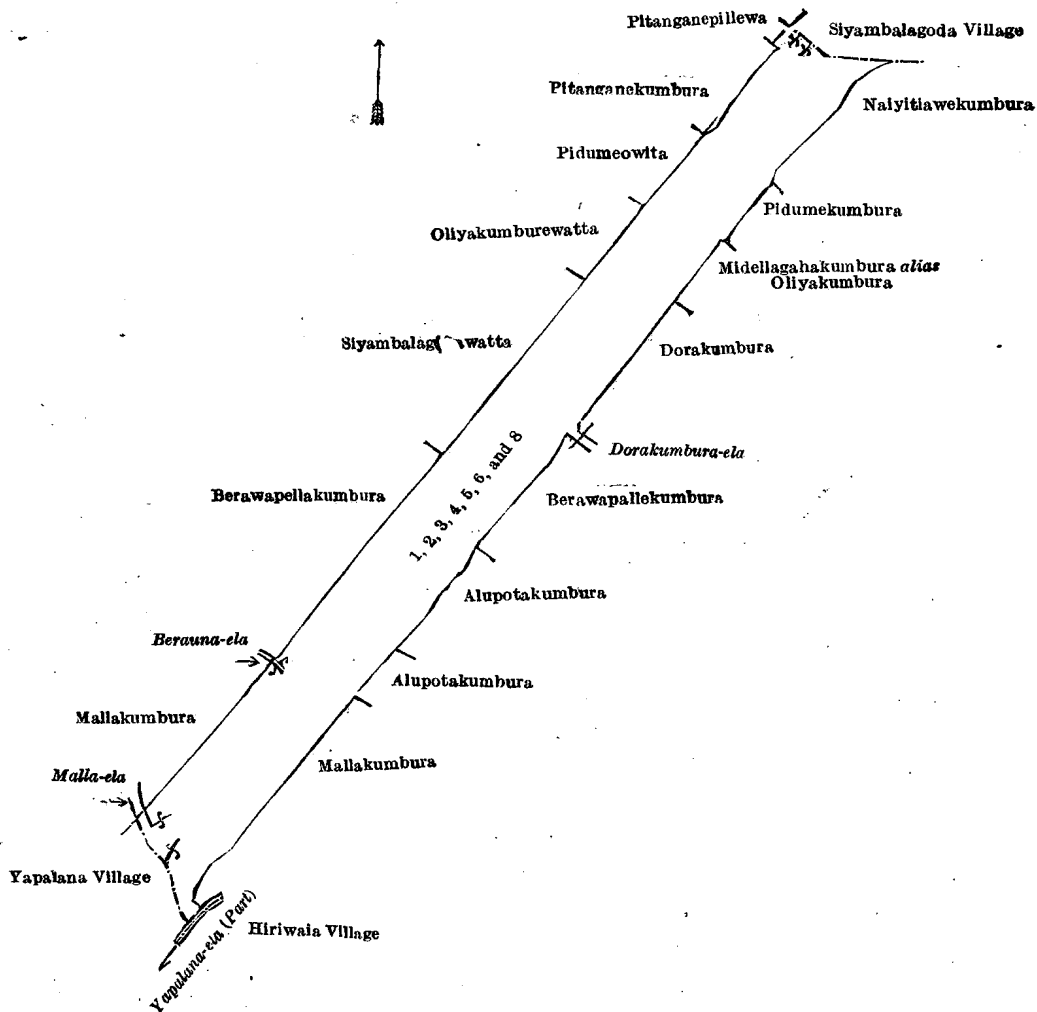 Pitanganepillewa
Siyambalagoda Village
Pitanganekumbura
Naiyitiawekumbura
Pidumeowita
Pidumekumbura
Oliyakumburewatta
Midellagahakumbura alias
Oliyakumbura
Dorakumbura
1, 2, 3, 4, 5, 6, and 8
Dorakumbura-ela
Berawapellakumbura
Berawapallekumbura
Alupotakumbura
Berauna-ela
Alupotakumbura
Mallakumbura
Mallakumbura
Malla-ela
Yapalana Village
Hiriwala Village
Yapalana-ela (Part)